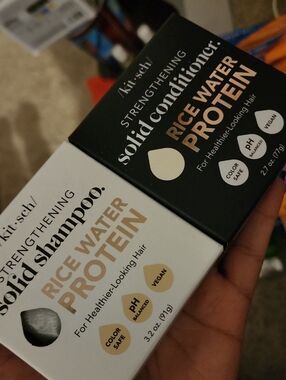 /kit·sch/
STRENGTHENING
solid conditioner.
RICE WATER
PROTEIN
For Healthier-Looking Hair
COLOR
SAFE
pH
BALANCED
VEGAN
2.7 oz. (77g)
/kit·sch/
STRENGTHENING
solid shampoo.
RICE WATER
PROTEIN
For Healthier-Looking Hair
COLOR
SAFE
pH
BALANCED
VEGAN
3.2 oz. (91g)